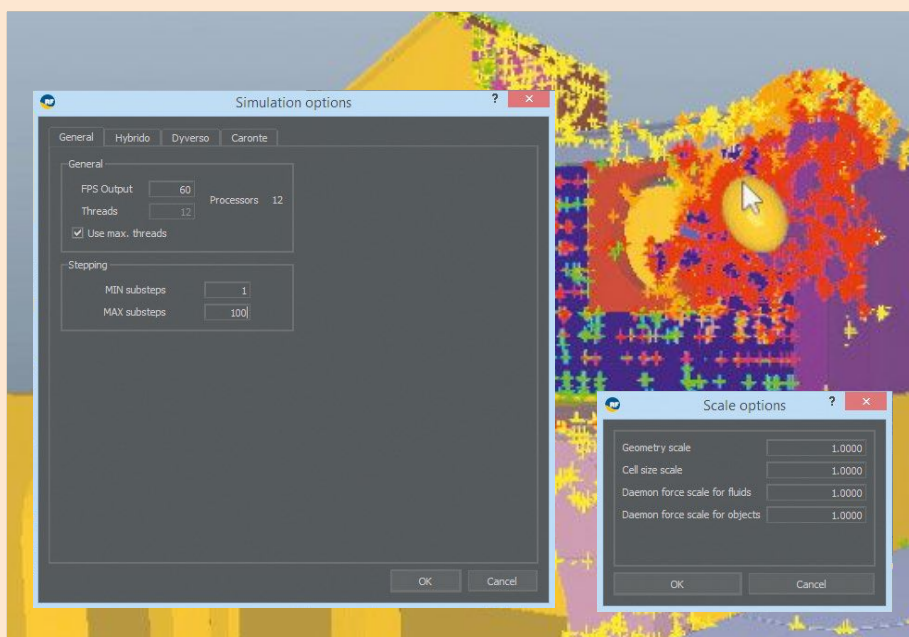 Simulation options
?
×
General
Hybrido
Dyverso
Caronte
General
FPS Output 60
Processors 12
Threads 12
Use max. threads
Stepping
MIN substeps 1
MAX substeps 100
OK
Cancel
Scale options
?
×
Geometry scale 1.0000
Cell size scale 1.0000
Daemon force scale for fluids 1.0000
Daemon force scale for objects 1.0000
OK
Cancel